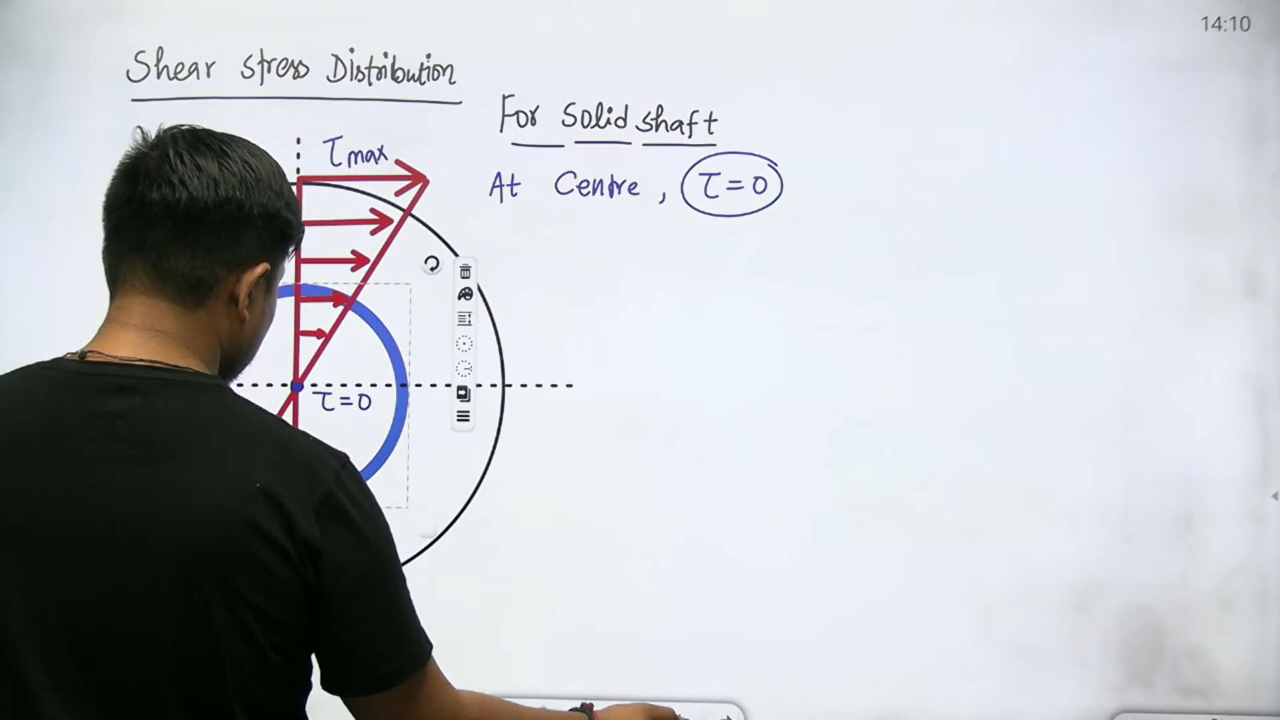 14:10
Shear stress Distribution
For solid shaft
τmax
At Centre, τ=0
τ=0